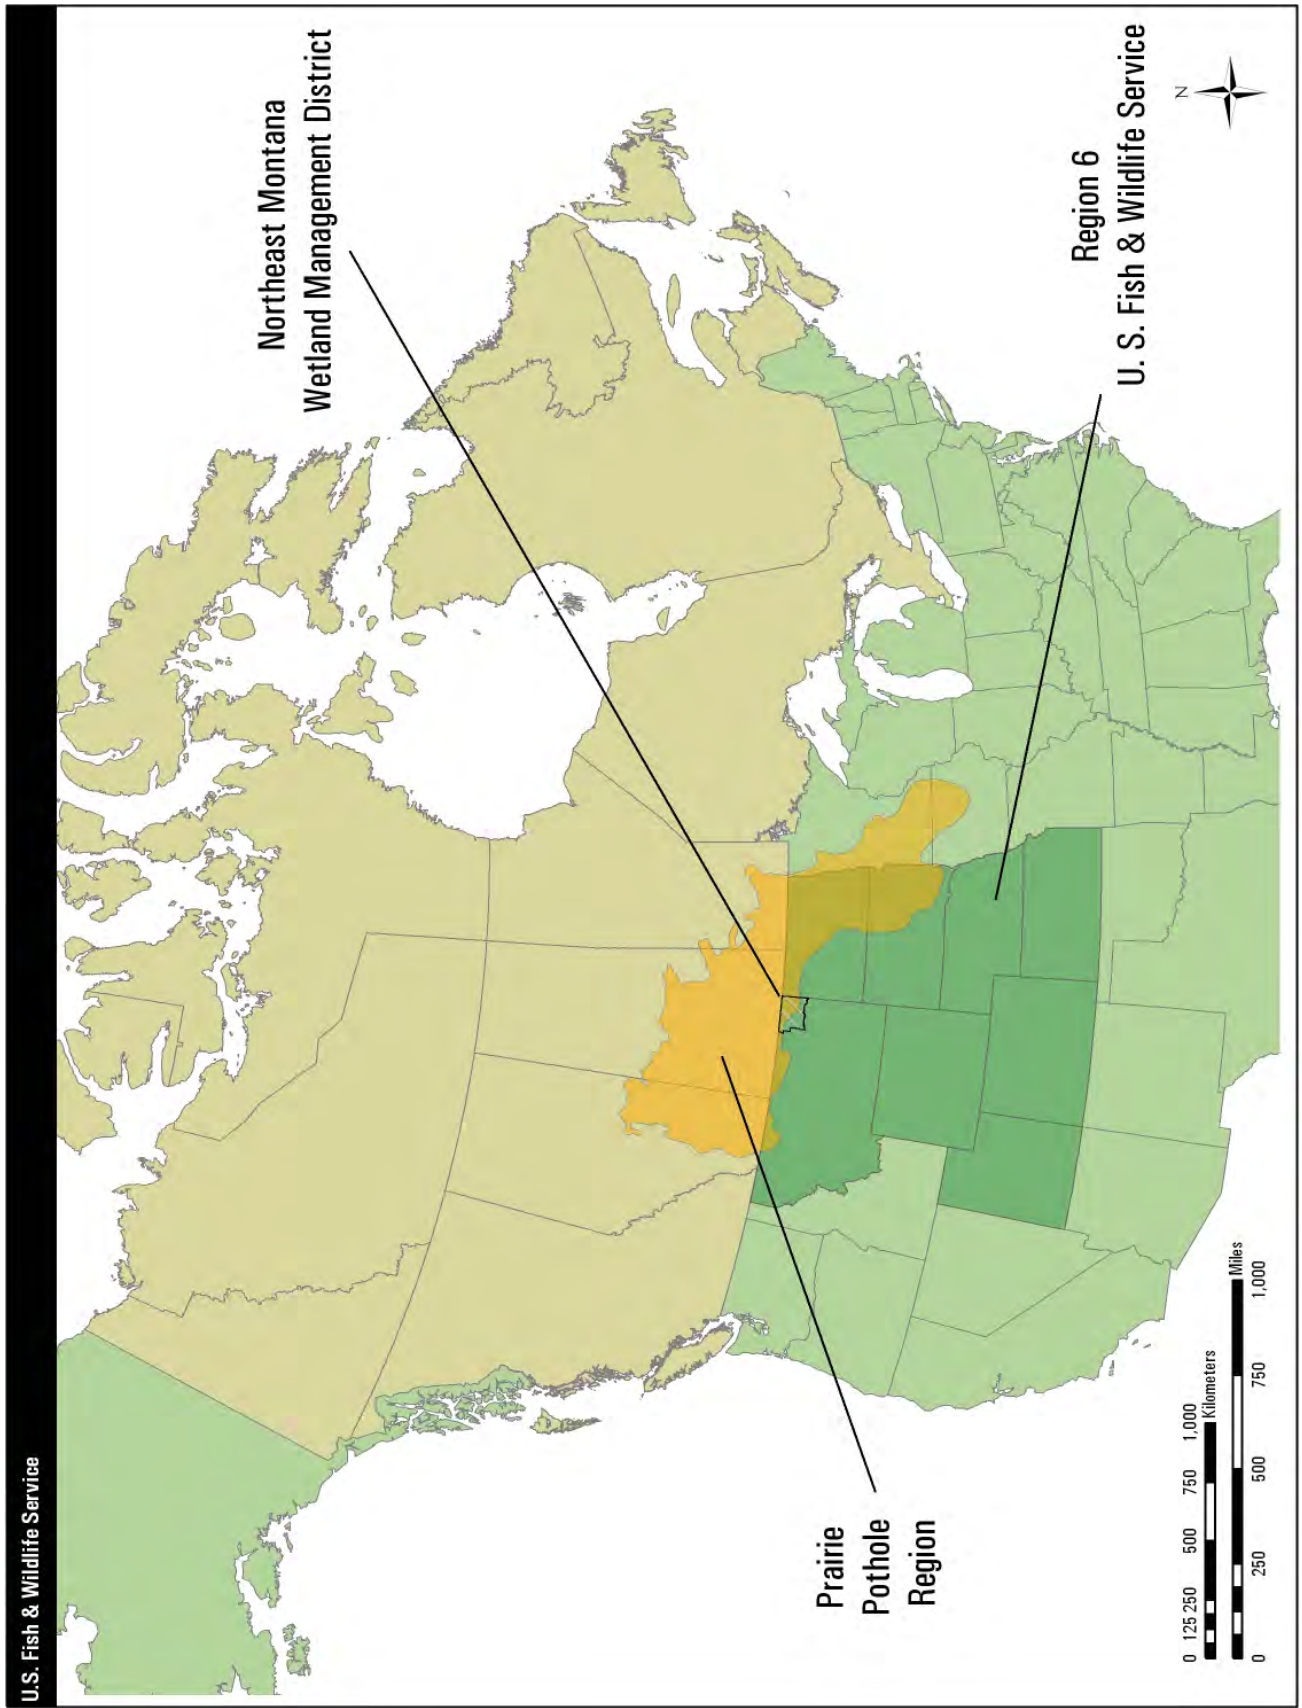 U.S. Fish & Wildlife Service
Northeast Montana
Wetland Management District
Prairie
Pothole
Region
Region 6
U. S. Fish & Wildlife Service
N
0 125 250 500 750 1,000
Kilometers
0 250 500 750 1,000
Miles